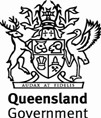 AUDAX AT FIDELIS
Queensland
Government